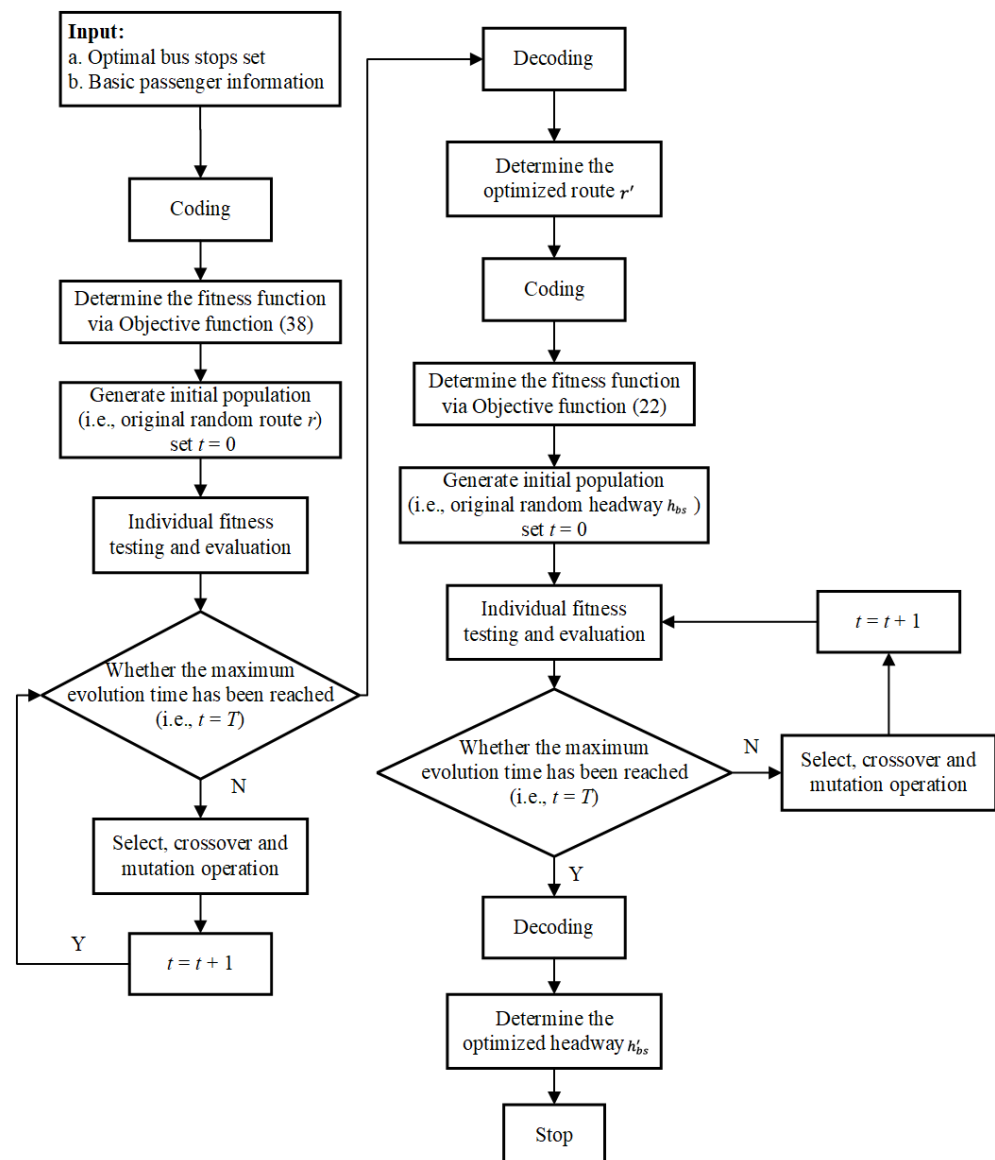 Input:
a. Optimal bus stops set
b. Basic passenger information
Coding
Determine the fitness function
via Objective function (38)
Generate initial population
(i.e., original random route r)
set t = 0
Individual fitness
testing and evaluation
Whether the maximum
evolution time has been reached
(i.e., t = T)
N
Select, crossover and
mutation operation
Y
t = t + 1
Decoding
Determine the
optimized route r′
Coding
Determine the fitness function
via Objective function (22)
Generate initial population
(i.e., original random headway h_bs )
set t = 0
Individual fitness
testing and evaluation
t = t + 1
Whether the maximum
evolution time has been reached
(i.e., t = T)
N
Select, crossover and
mutation operation
Y
Decoding
Determine the
optimized headway h′_bs
Stop